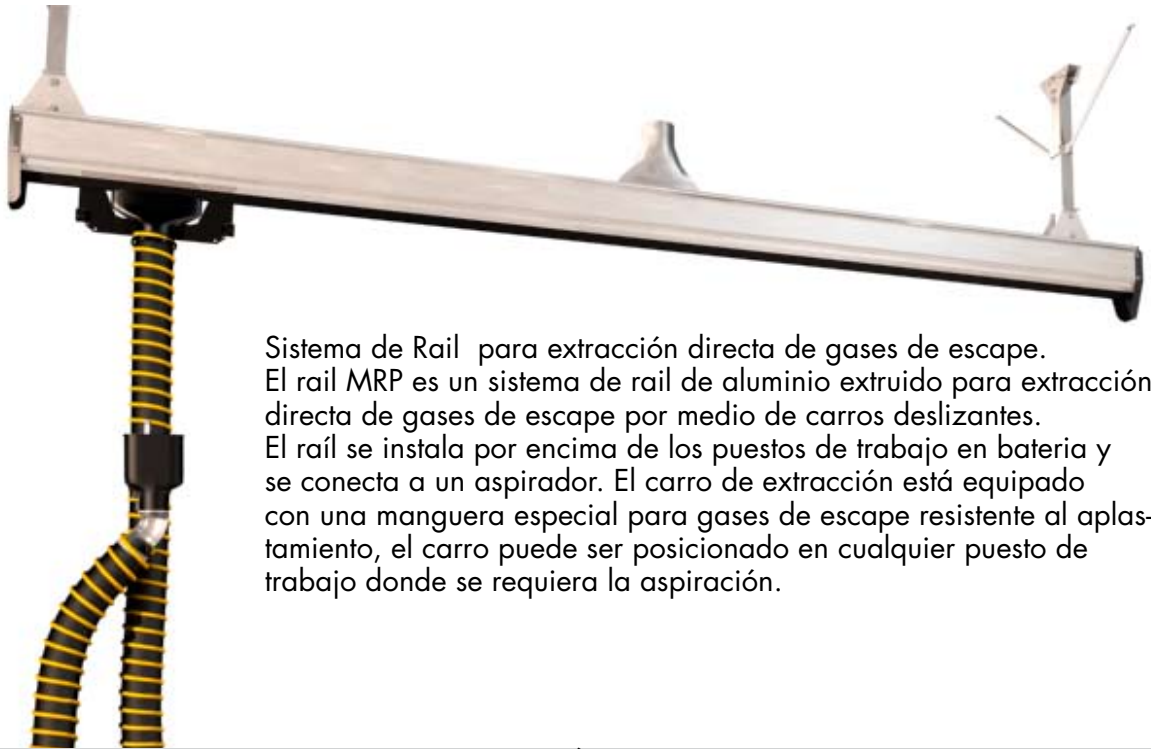 Sistema de Rail  para extracción directa de gases de escape.
El rail MRP es un sistema de rail de aluminio extruido para extracción
directa de gases de escape por medio de carros deslizantes.
El raíl se instala por encima de los puestos de trabajo en bateria y
se conecta a un aspirador. El carro de extracción está equipado
con una manguera especial para gases de escape resistente al aplas-
tamiento, el carro puede ser posicionado en cualquier puesto de
trabajo donde se requiera la aspiración.